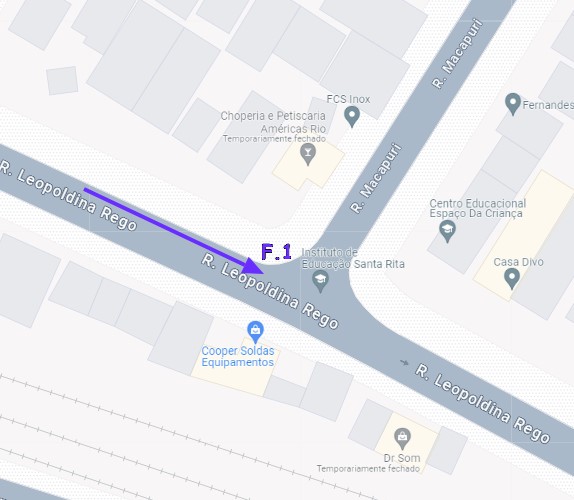 R. Macapuri
FCS Inox
Fernandes
Choperia e Petiscaria
Américas Rio
Temporariamente fechado
R. Macapuri
R. Leopoldina Rego
Centro Educacional
Espaço Da Criança
F.1
Instituto de
Educação Santa Rita
R. Leopoldina Rego
Casa Divo
Cooper Soldas
Equipamentos
R. Leopoldina Rego
Dr Som
Temporariamente fechado